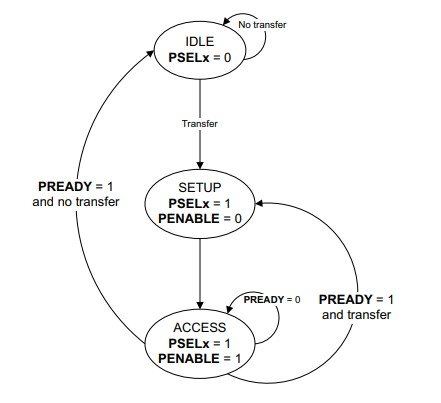 No transfer
IDLE
PSELx = 0
Transfer
PREADY = 1
and no transfer
SETUP
PSELx = 1
PENABLE = 0
PREADY = 0
PREADY = 1
and transfer
ACCESS
PSELx = 1
PENABLE = 1